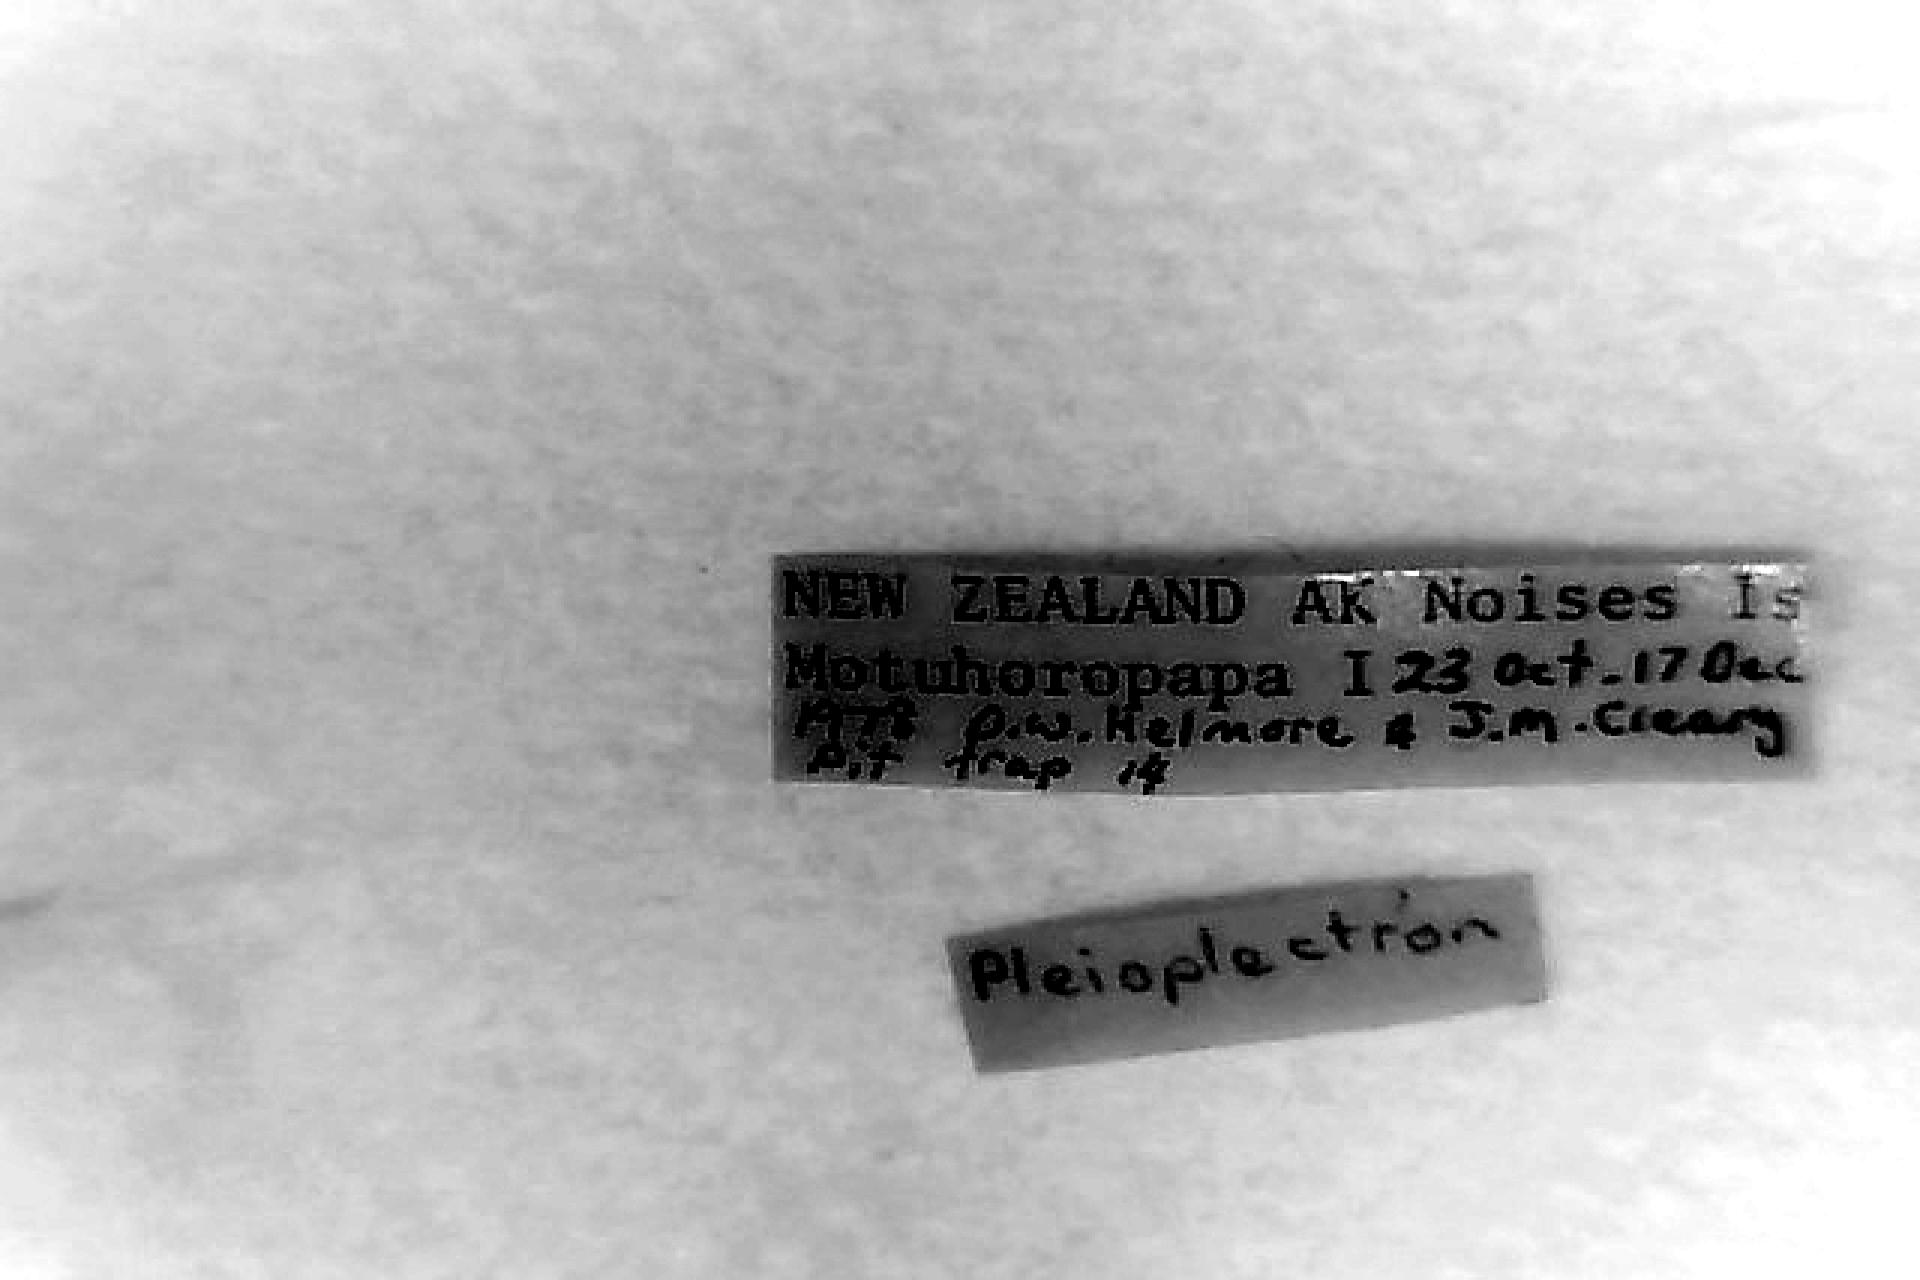 NEW ZEALAND AK Noises Is
Motuhoropapa I 23 Oct.-17 Dec
1978 D.W. Helmore & J.M. Cleary
Pit trap 14
Pleioplectron